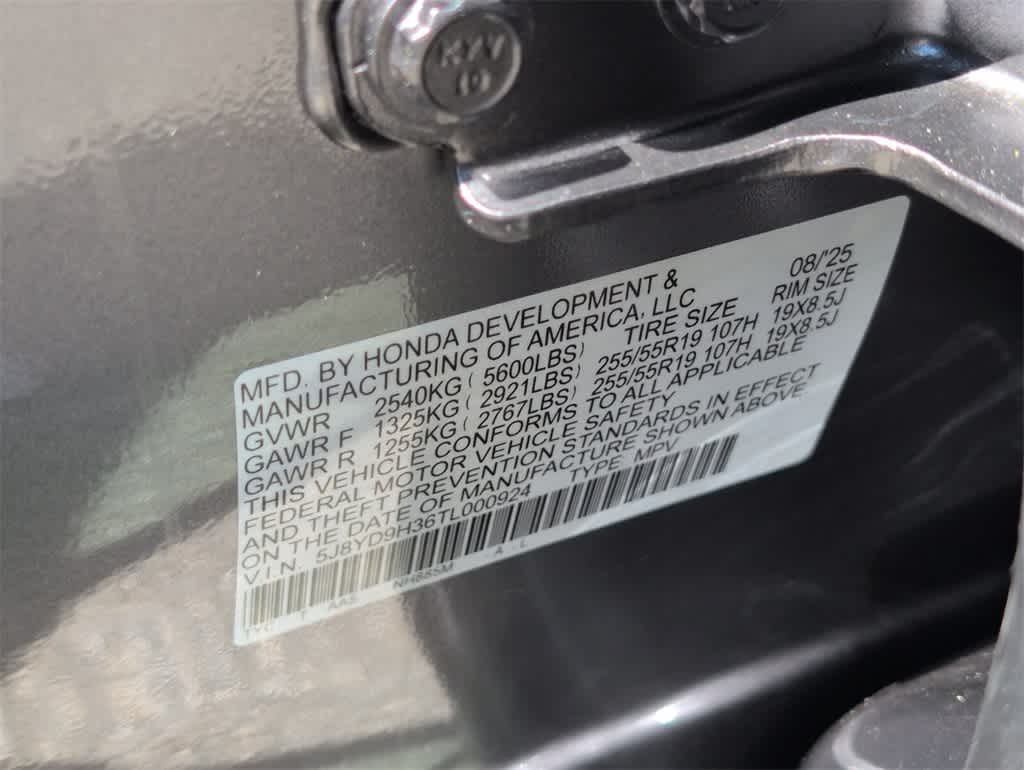 MFD. BY HONDA DEVELOPMENT & 08/'25
MANUFACTURING OF AMERICA, LLC
TIRE SIZE RIM SIZE
GVWR 2540KG ( 5600LBS)
GAWR F 1325KG ( 2921LBS) 255/55R19 107H 19X8.5J
GAWR R 1255KG ( 2767LBS) 255/55R19 107H 19X8.5J
THIS VEHICLE CONFORMS TO ALL APPLICABLE
FEDERAL MOTOR VEHICLE SAFETY
AND THEFT PREVENTION STANDARDS IN EFFECT
ON THE DATE OF MANUFACTURE SHOWN ABOVE
V.I.N. 5J8YD9H36TL000924 TYPE MPV
A L